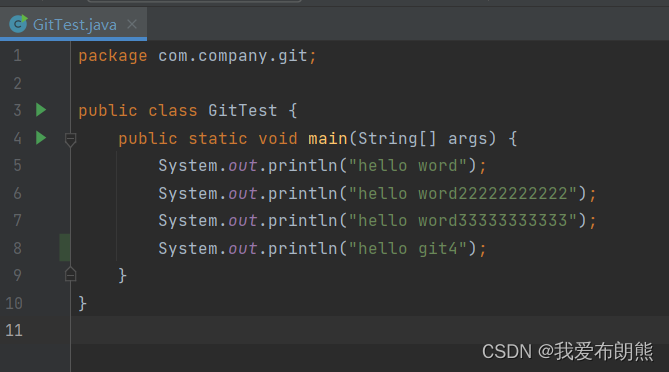 GitTest.java
1 package com.company.git;
2
3 public class GitTest {
4 public static void main(String[] args) {
5 System.out.println("hello word");
6 System.out.println("hello word22222222222");
7 System.out.println("hello word33333333333");
8 System.out.println("hello git4");
9 }
10 }
11
CSDN @我爱布朗熊